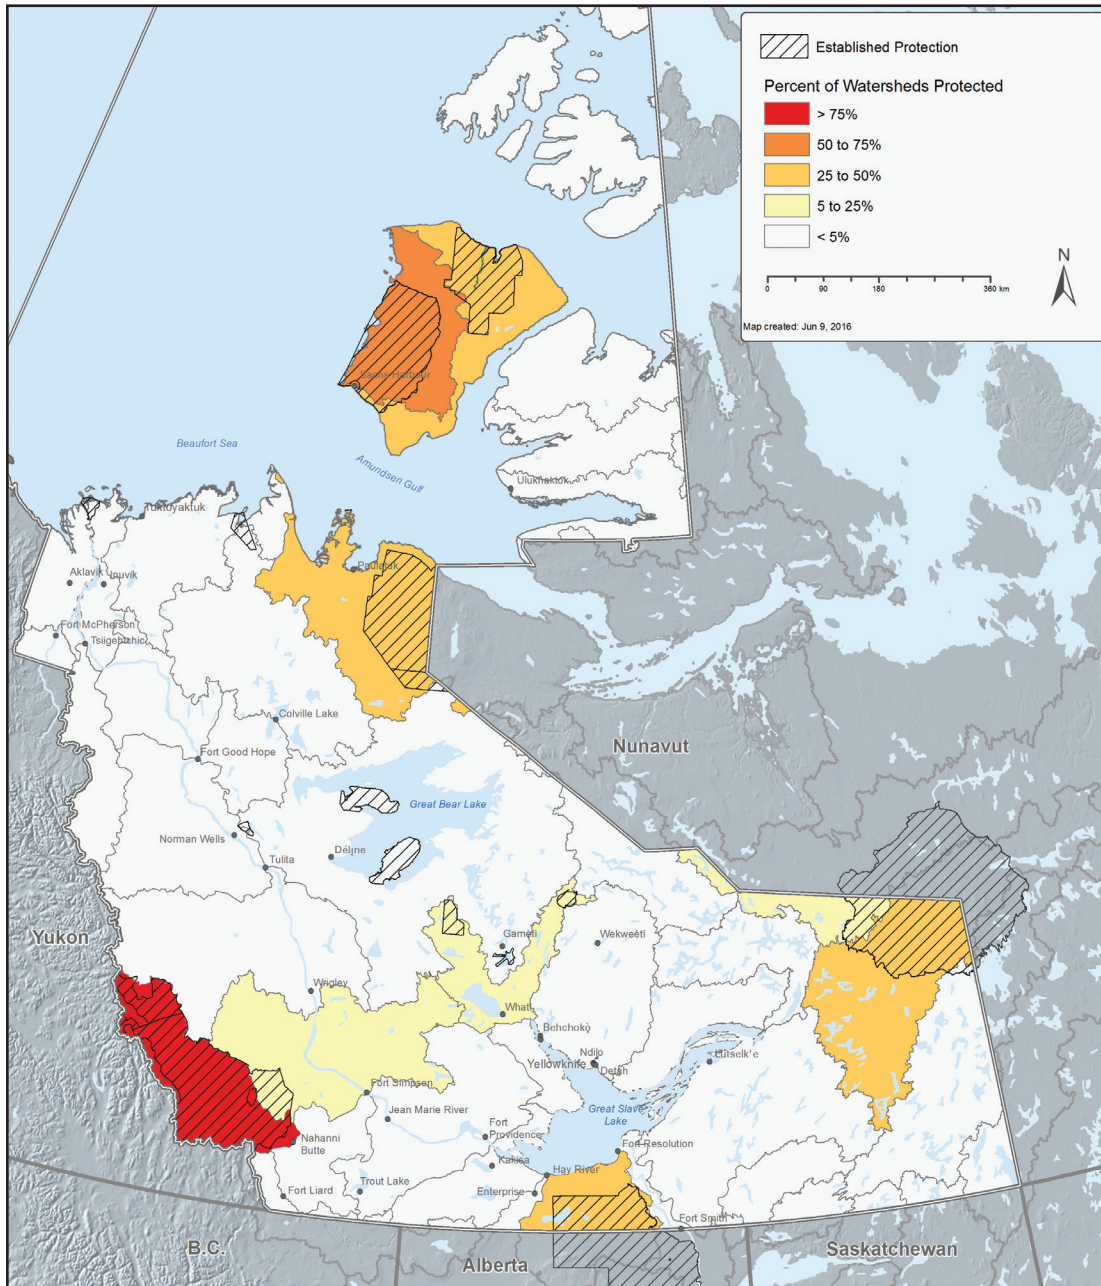 Established Protection
Percent of Watersheds Protected
> 75%
50 to 75%
25 to 50%
5 to 25%
< 5%
N
0 90 180 360 km
Map created: Jun 9, 2016
Sachs Harbour
Beaufort Sea
Amundsen Gulf
Ulukhaktok
Tuktoyaktuk
Paulatuk
Aklavik
Inuvik
Fort McPherson
Tsiigehtchic
Colville Lake
Nunavut
Fort Good Hope
Great Bear Lake
Norman Wells
Délįne
Tulita
Yukon
Gamètì
Wekweètì
Wrigley
Whatì
Behchokǫ̀
Ndilo
Yellowknife
Detah
Łutselk'e
Fort Simpson
Jean Marie River
Great Slave
Lake
Fort
Providence
Nahanni
Butte
Fort Resolution
Kakisa
Hay River
Trout Lake
Enterprise
Fort Liard
Fort Smith
B.C.
Alberta
Saskatchewan